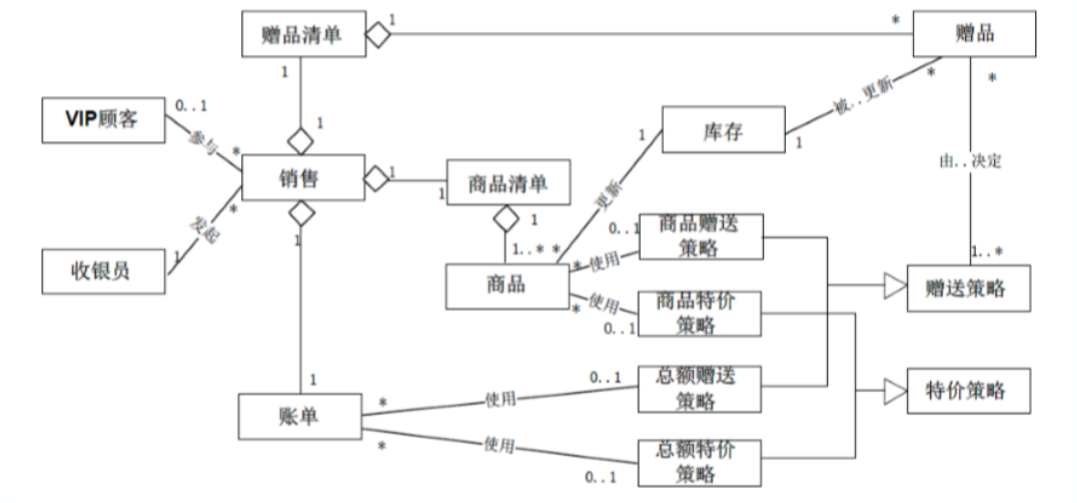 赠品清单
1
*
赠品
1
*
*
VIP顾客
0..1
参与
*
1
库存
1
1
被..更新
销售
1
1
商品清单
更新
由..决定
*
发起
1
收银员
1
1
1..*
*
0..1
商品赠送
策略
*
使用
商品
1..*
赠送策略
*
使用
0..1
商品特价
策略
1
账单
*
使用
0..1
总额赠送
策略
特价策略
*
使用
0..1
总额特价
策略